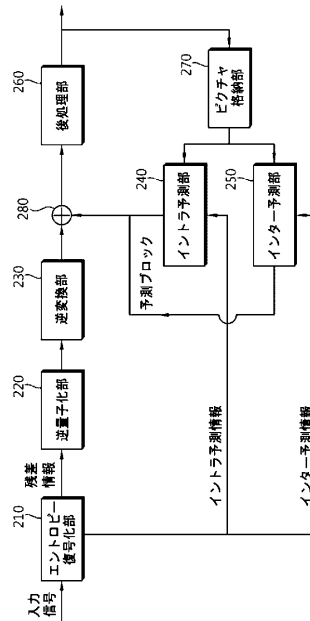 入力
信号
210
エントロピー
復号化部
残差
情報
220
逆量子化部
230
逆変換部
280
260
後処理部
270
ピクチャ
格納部
240
イントラ予測部
250
インター予測部
予測ブロック
イントラ予測情報
インター予測情報